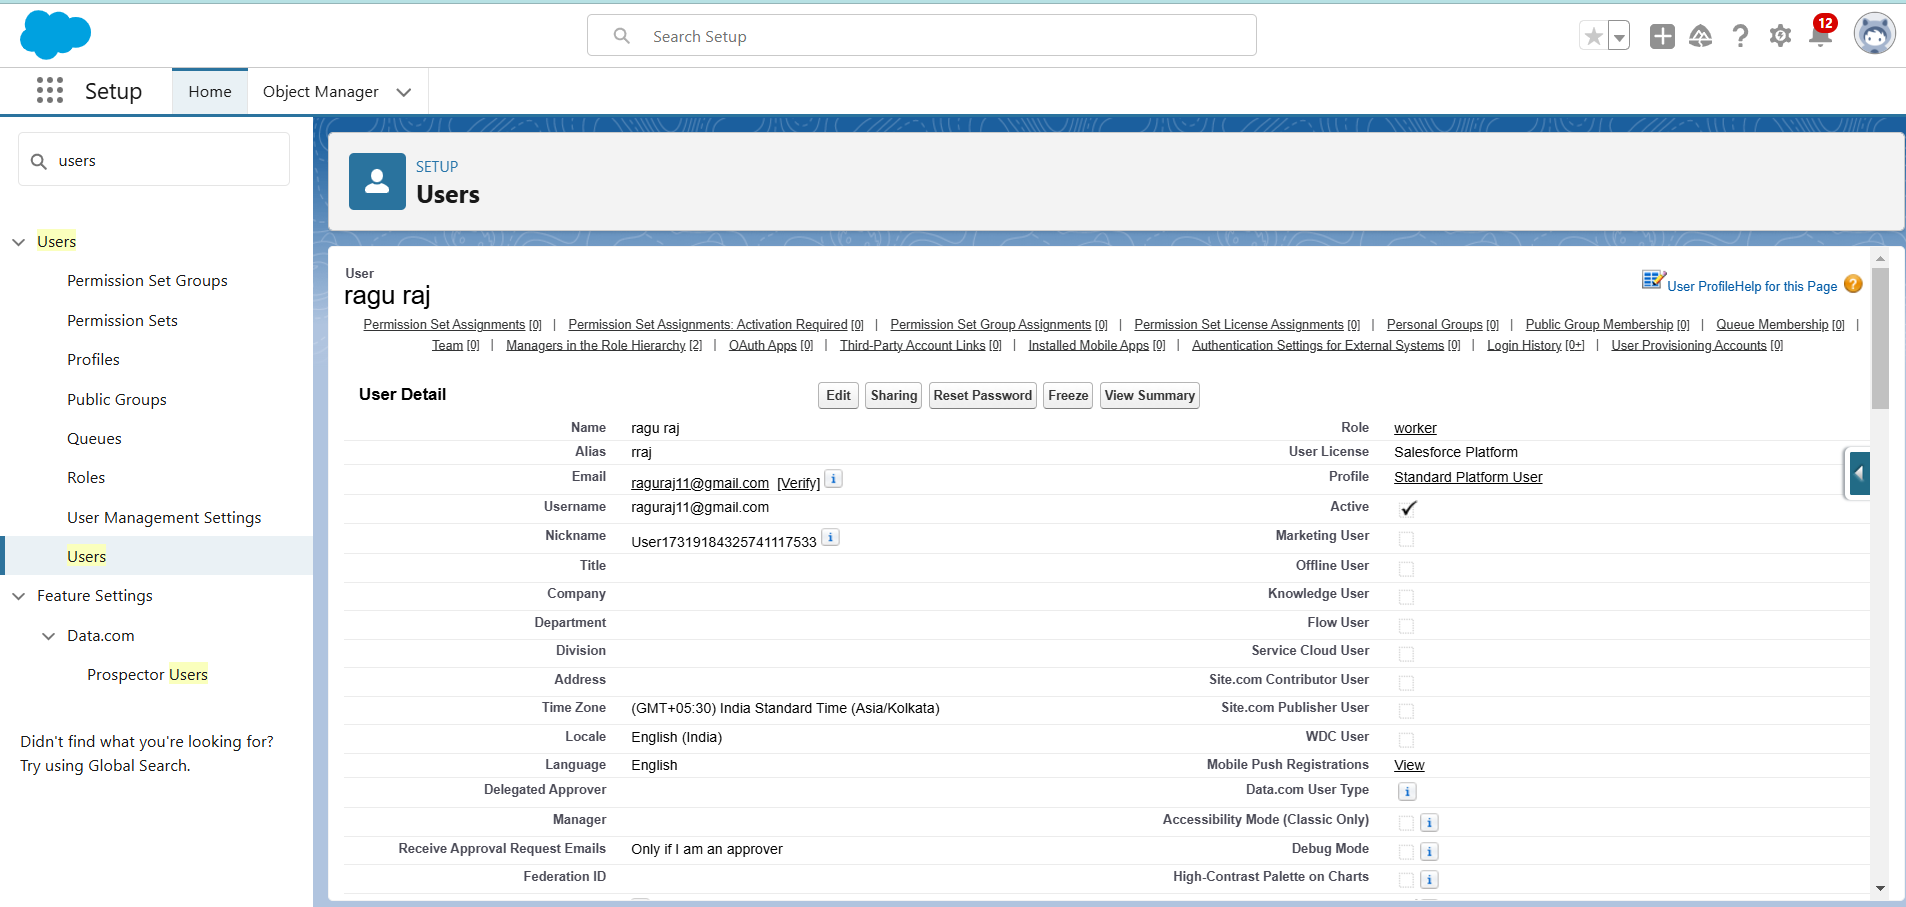 Search Setup
12
Setup
Home
Object Manager
users
Users
Permission Set Groups
Permission Sets
Profiles
Public Groups
Queues
Roles
User Management Settings
Users
Feature Settings
Data.com
Prospector Users
Didn't find what you're looking for?
Try using Global Search.
SETUP
Users
User
ragu raj
User Profile Help for this Page ?
Permission Set Assignments [0] | Permission Set Assignments: Activation Required [0] | Permission Set Group Assignments [0] | Permission Set License Assignments [0] | Personal Groups [0] | Public Group Membership [0] | Queue Membership [0] |
Team [0] | Managers in the Role Hierarchy [2] | OAuth Apps [0] | Third-Party Account Links [0] | Installed Mobile Apps [0] | Authentication Settings for External Systems [0] | Login History [0+] | User Provisioning Accounts [0]
User Detail Edit Sharing Reset Password Freeze View Summary
Name ragu raj Role worker
Alias rraj User License Salesforce Platform
Email raguraj11@gmail.com [Verify] i Profile Standard Platform User
Username raguraj11@gmail.com Active
Nickname User17319184325741117533 i Marketing User
Title Offline User
Company Knowledge User
Department Flow User
Division Service Cloud User
Address Site.com Contributor User
Time Zone (GMT+05:30) India Standard Time (Asia/Kolkata) Site.com Publisher User
Locale English (India) WDC User
Language English Mobile Push Registrations View
Delegated Approver Data.com User Type i
Manager Accessibility Mode (Classic Only) i
Receive Approval Request Emails Only if I am an approver Debug Mode i
Federation ID High-Contrast Palette on Charts i